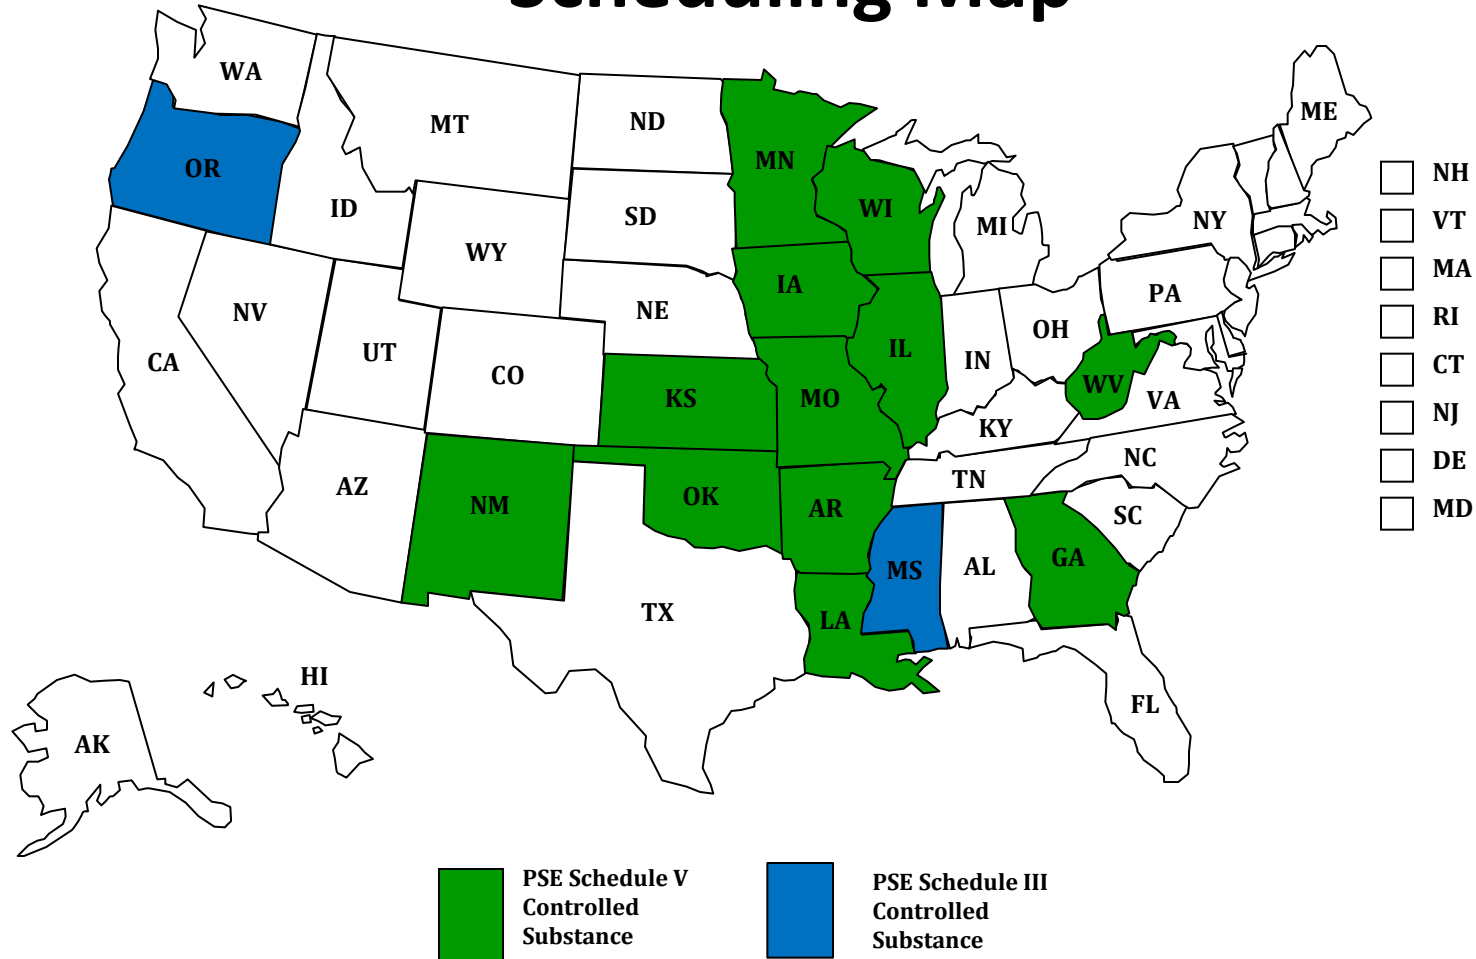 Scheduling Map
WA
MT
ND
MN
ME
OR
ID
SD
WI
MI
NY
NH
VT
MA
RI
CT
NJ
DE
MD
WY
IA
PA
NV
NE
UT
CO
CA
IL
IN
OH
KS
MO
WV
VA
KY
AZ
NM
OK
AR
TN
NC
SC
TX
LA
MS
AL
GA
FL
HI
AK
PSE Schedule V
Controlled
Substance
PSE Schedule III
Controlled
Substance